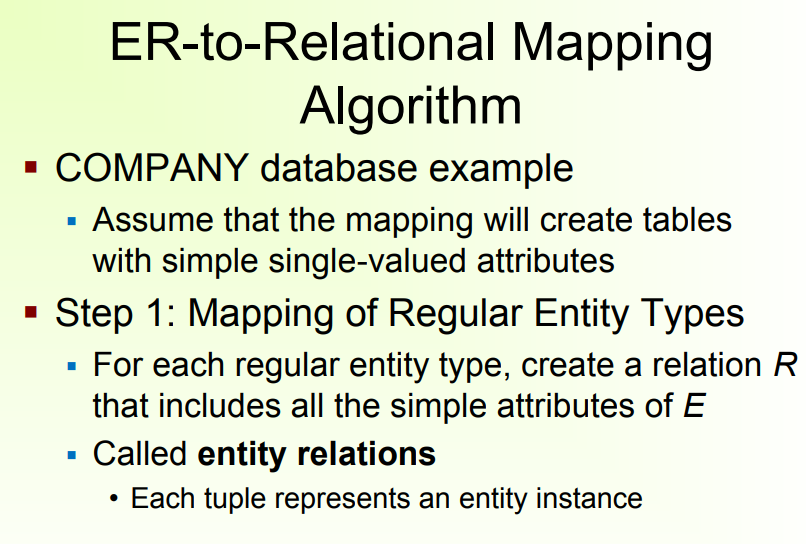 ER-to-Relational Mapping
Algorithm
▪ COMPANY database example
▪ Assume that the mapping will create tables
with simple single-valued attributes
▪ Step 1: Mapping of Regular Entity Types
▪ For each regular entity type, create a relation R
that includes all the simple attributes of E
▪ Called entity relations
• Each tuple represents an entity instance